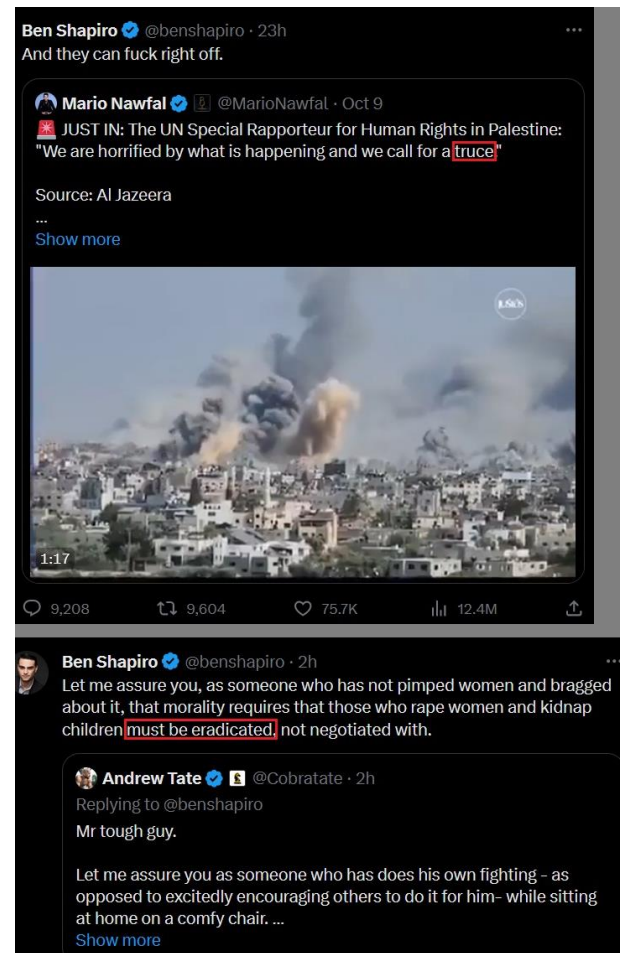 Ben Shapiro @benshapiro · 23h
And they can fuck right off.
Mario Nawfal @MarioNawfal · Oct 9
🚨 JUST IN: The UN Special Rapporteur for Human Rights in Palestine:
"We are horrified by what is happening and we call for a truce"
Source: Al Jazeera
...
Show more
1:17
9,208 9,604 75.7K 12.4M
Ben Shapiro @benshapiro · 2h
Let me assure you, as someone who has not pimped women and bragged
about it, that morality requires that those who rape women and kidnap
children must be eradicated, not negotiated with.
Andrew Tate @Cobratate · 2h
Replying to @benshapiro
Mr tough guy.
Let me assure you as someone who has does his own fighting - as
opposed to excitedly encouraging others to do it for him- while sitting
at home on a comfy chair. ...
Show more